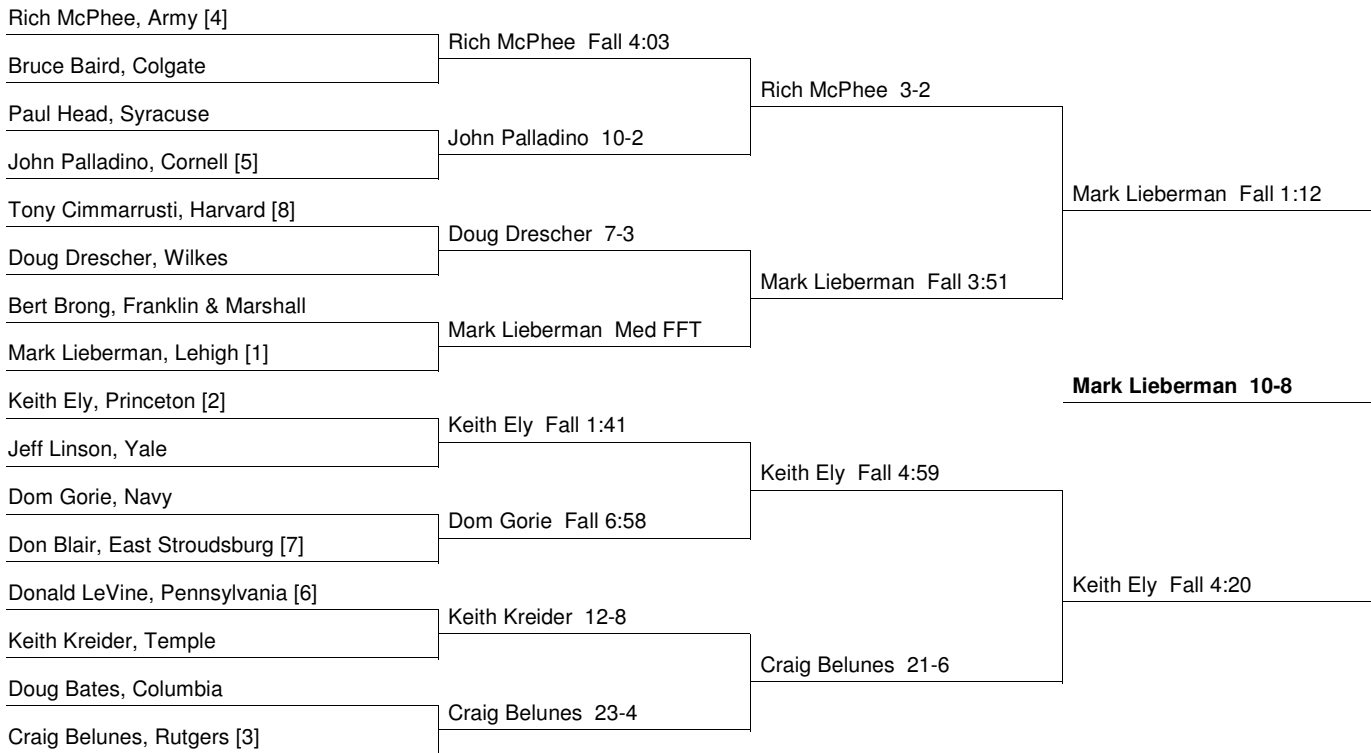 Rich McPhee, Army [4]
Bruce Baird, Colgate
Paul Head, Syracuse
John Palladino, Cornell [5]
Tony Cimmarrusti, Harvard [8]
Doug Drescher, Wilkes
Bert Brong, Franklin & Marshall
Mark Lieberman, Lehigh [1]
Keith Ely, Princeton [2]
Jeff Linson, Yale
Dom Gorie, Navy
Don Blair, East Stroudsburg [7]
Donald LeVine, Pennsylvania [6]
Keith Kreider, Temple
Doug Bates, Columbia
Craig Belunes, Rutgers [3]
Rich McPhee Fall 4:03
John Palladino 10-2
Doug Drescher 7-3
Mark Lieberman Med FFT
Keith Ely Fall 1:41
Dom Gorie Fall 6:58
Keith Kreider 12-8
Craig Belunes 23-4
Rich McPhee 3-2
Mark Lieberman Fall 3:51
Keith Ely Fall 4:59
Craig Belunes 21-6
Mark Lieberman Fall 1:12
Keith Ely Fall 4:20
Mark Lieberman 10-8